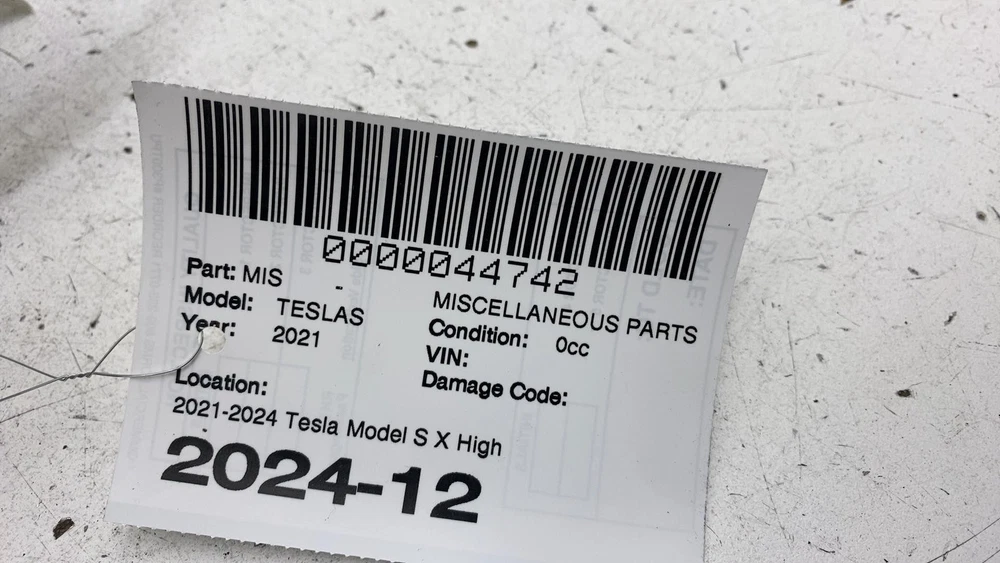 0000044742
Part: MIS
MISCELLANEOUS PARTS
Model: TESLAS
Condition: 0cc
Year: 2021
VIN:
Damage Code:
Location:
2021-2024 Tesla Model S X High
2024-12